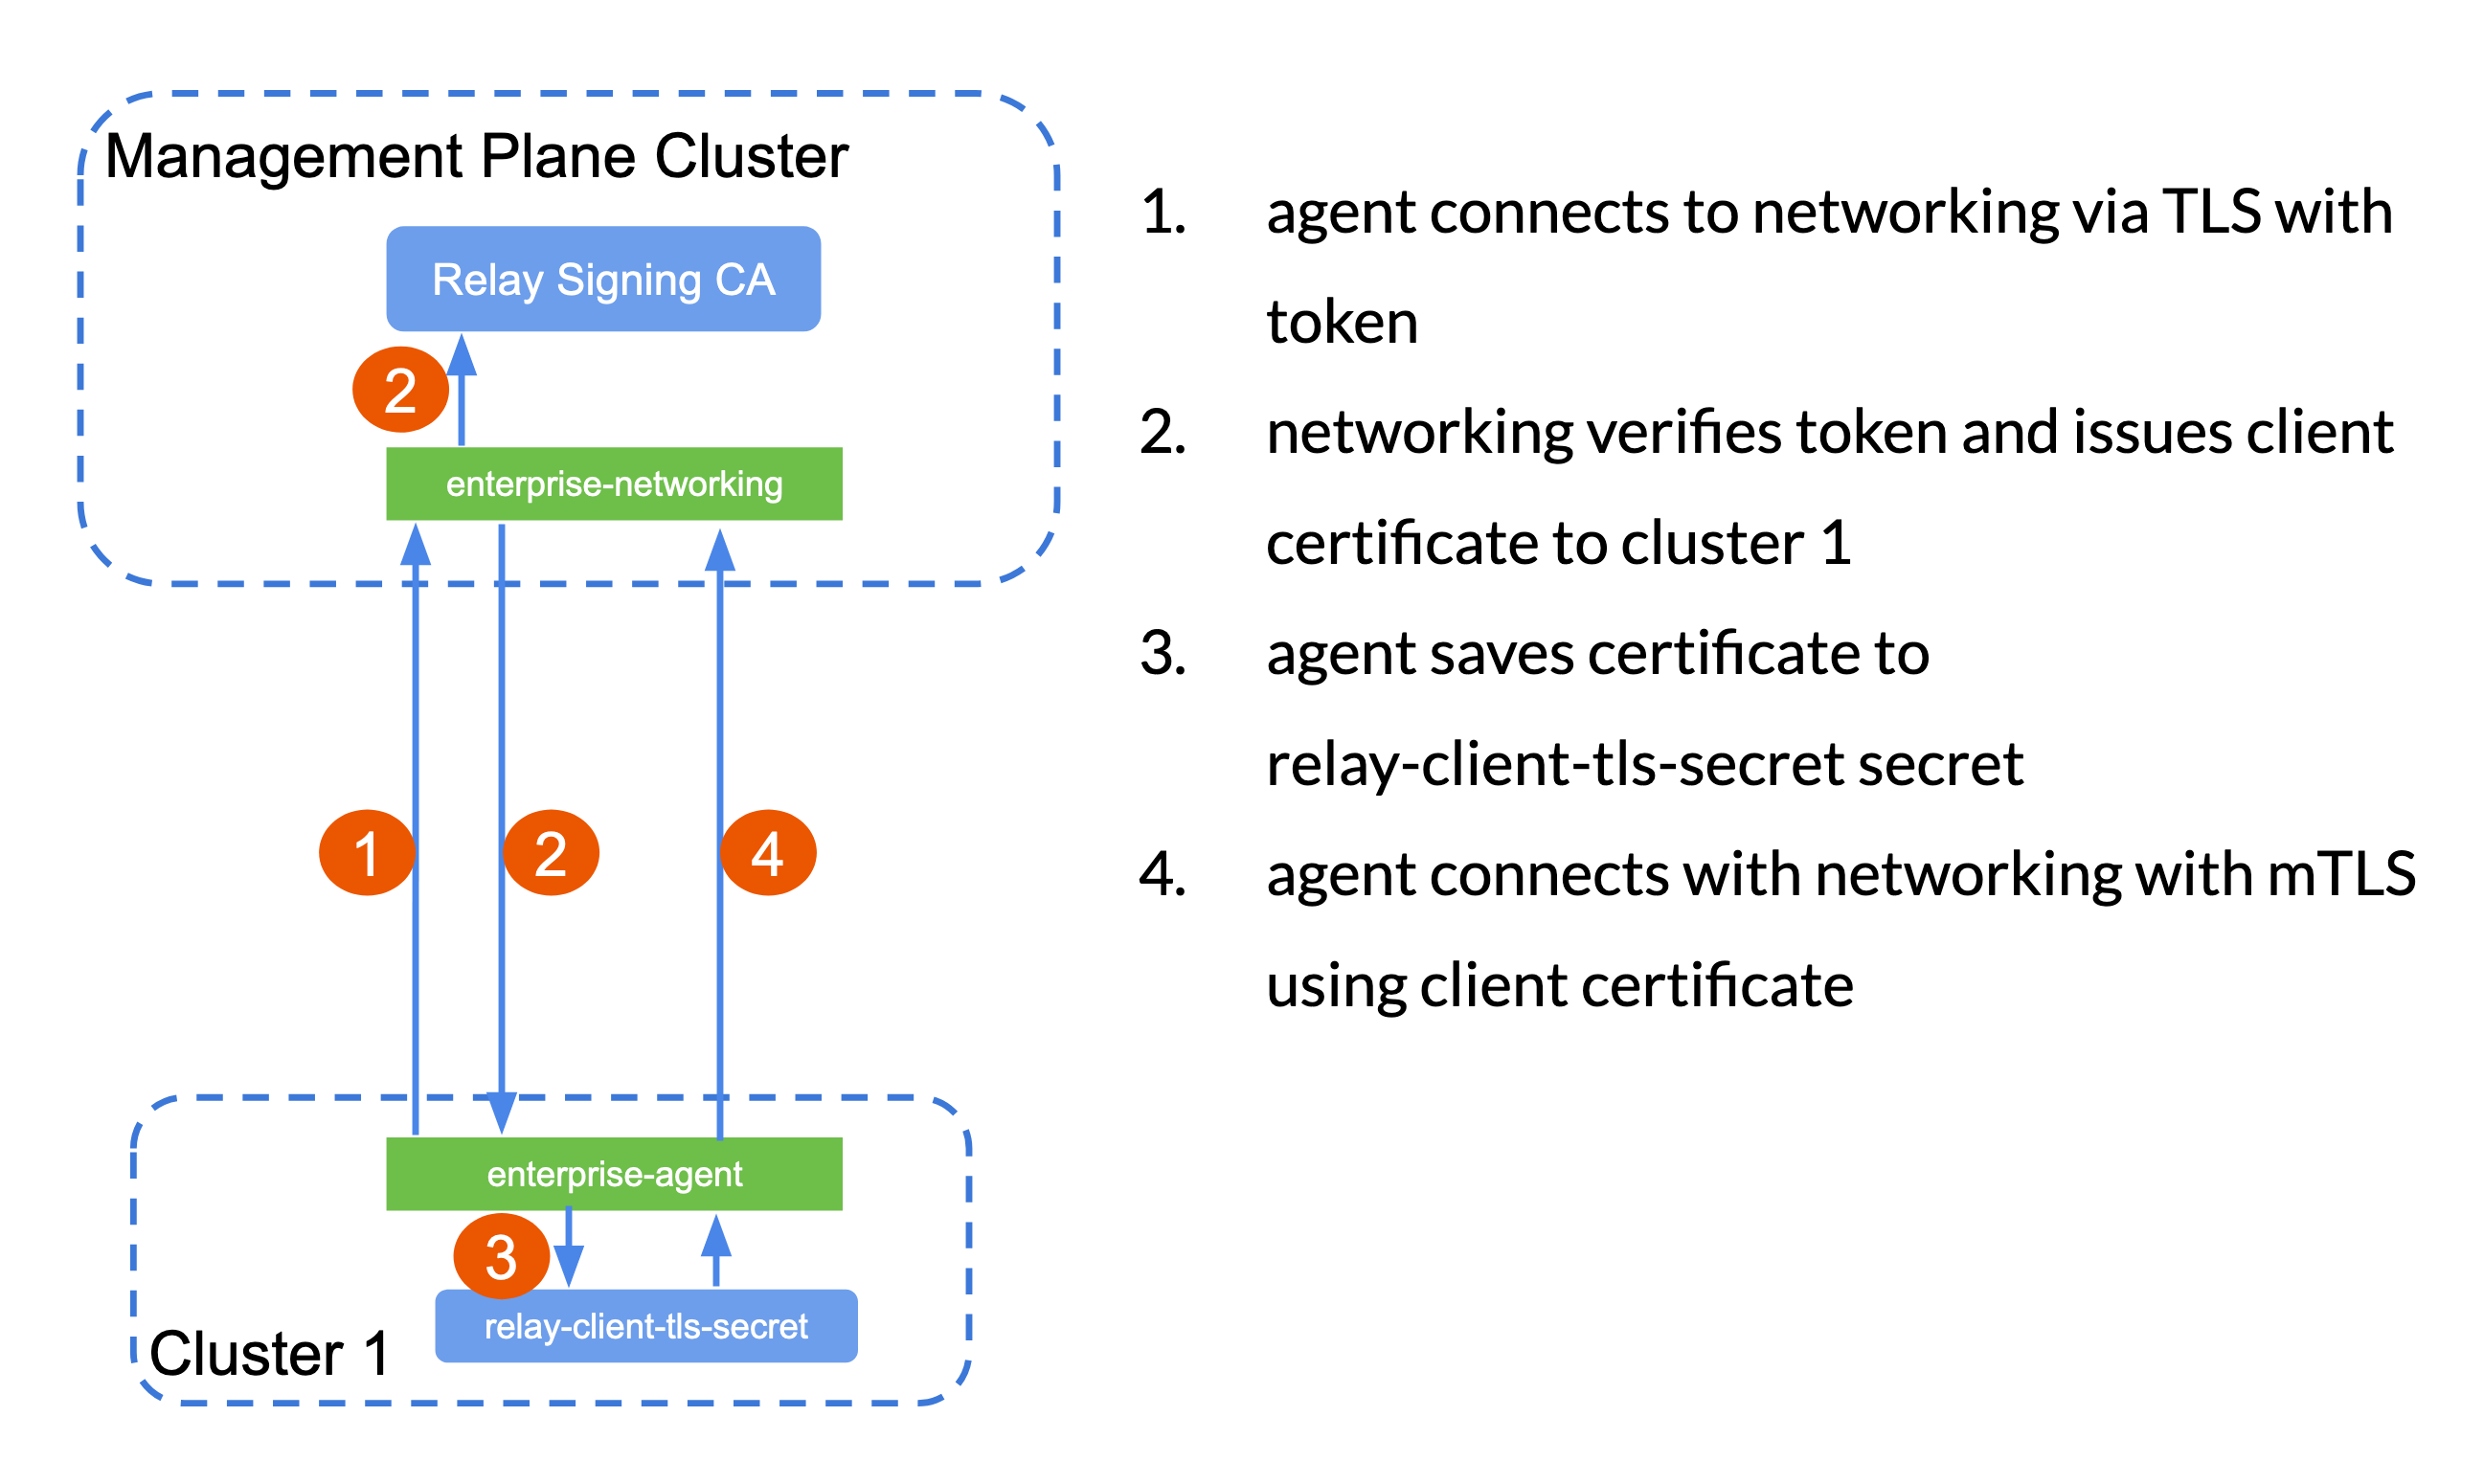 Management Plane Cluster
Relay Signing CA
2
enterprise-networking
1
2
4
enterprise-agent
3
relay-client-tls-secret
Cluster 1
1. agent connects to networking via TLS with
token
2. networking verifies token and issues client
certificate to cluster 1
3. agent saves certificate to
relay-client-tls-secret secret
4. agent connects with networking with mTLS
using client certificate